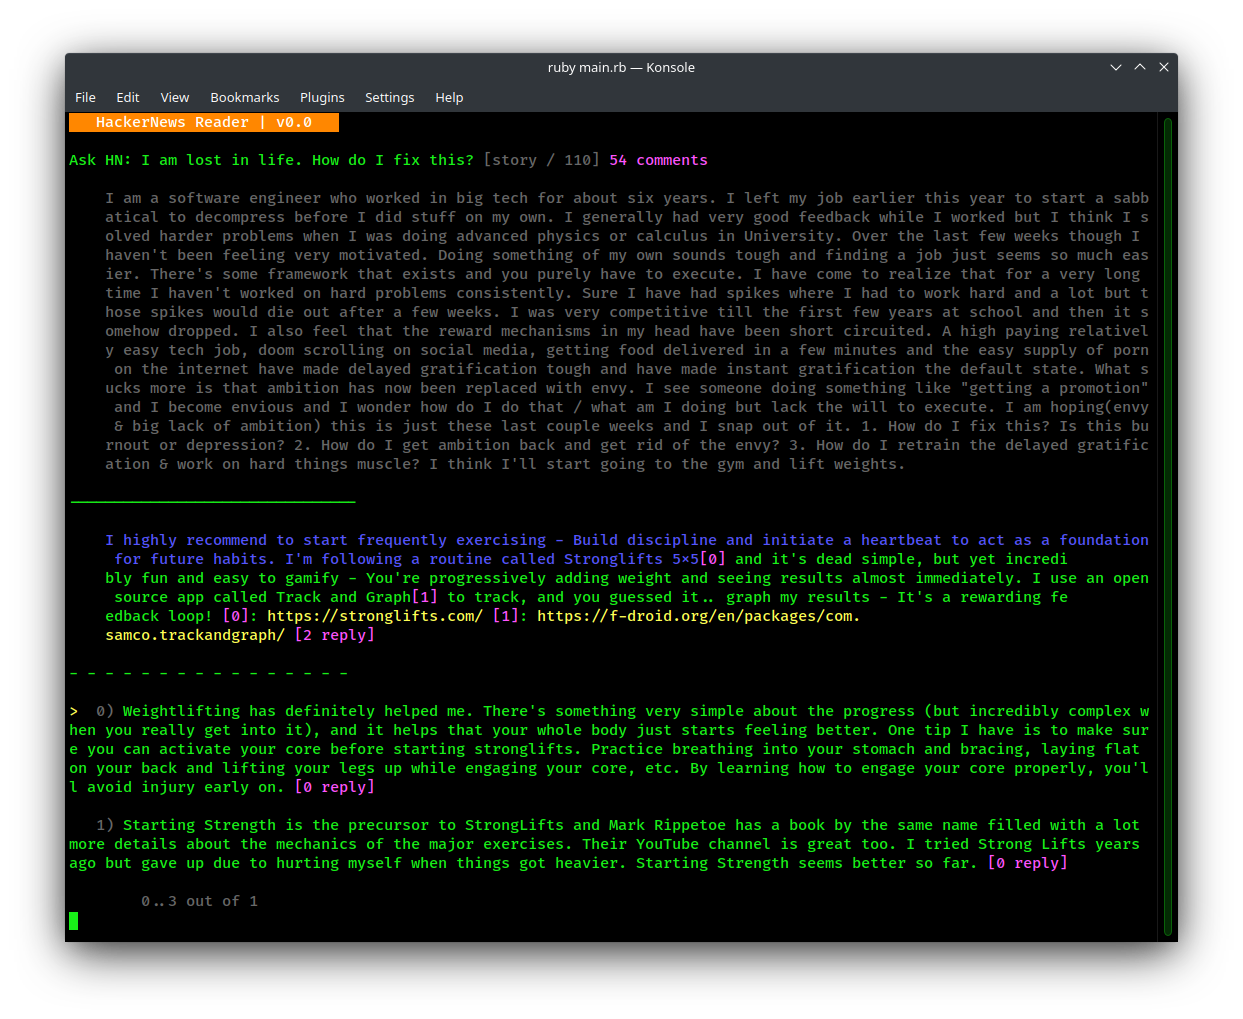 ruby main.rb — Konsole
File Edit View Bookmarks Plugins Settings Help
HackerNews Reader | v0.0
Ask HN: I am lost in life. How do I fix this? [story / 110] 54 comments
I am a software engineer who worked in big tech for about six years. I left my job earlier this year to start a sabb
atical to decompress before I did stuff on my own. I generally had very good feedback while I worked but I think I s
olved harder problems when I was doing advanced physics or calculus in University. Over the last few weeks though I
haven't been feeling very motivated. Doing something of my own sounds tough and finding a job just seems so much eas
ier. There's some framework that exists and you purely have to execute. I have come to realize that for a very long
time I haven't worked on hard problems consistently. Sure I have had spikes where I had to work hard and a lot but t
hose spikes would die out after a few weeks. I was very competitive till the first few years at school and then it s
omehow dropped. I also feel that the reward mechanisms in my head have been short circuited. A high paying relativel
y easy tech job, doom scrolling on social media, getting food delivered in a few minutes and the easy supply of porn
on the internet have made delayed gratification tough and have made instant gratification the default state. What s
ucks more is that ambition has now been replaced with envy. I see someone doing something like "getting a promotion"
and I become envious and I wonder how do I do that / what am I doing but lack the will to execute. I am hoping(envy
& big lack of ambition) this is just these last couple weeks and I snap out of it. 1. How do I fix this? Is this bu
rnout or depression? 2. How do I get ambition back and get rid of the envy? 3. How do I retrain the delayed gratific
ation & work on hard things muscle? I think I'll start going to the gym and lift weights.
I highly recommend to start frequently exercising - Build discipline and initiate a heartbeat to act as a foundation
for future habits. I'm following a routine called Stronglifts 5×5[0] and it's dead simple, but yet incredi
bly fun and easy to gamify - You're progressively adding weight and seeing results almost immediately. I use an open
source app called Track and Graph[1] to track, and you guessed it.. graph my results - It's a rewarding fe
edback loop! [0]: https://stronglifts.com/ [1]: https://f-droid.org/en/packages/com.
samco.trackandgraph/ [2 reply]
- - - - - - - - - - - - - - - -
> 0) Weightlifting has definitely helped me. There's something very simple about the progress (but incredibly complex w
hen you really get into it), and it helps that your whole body just starts feeling better. One tip I have is to make sur
e you can activate your core before starting stronglifts. Practice breathing into your stomach and bracing, laying flat
on your back and lifting your legs up while engaging your core, etc. By learning how to engage your core properly, you'l
l avoid injury early on. [0 reply]
1) Starting Strength is the precursor to StrongLifts and Mark Rippetoe has a book by the same name filled with a lot
more details about the mechanics of the major exercises. Their YouTube channel is great too. I tried Strong Lifts years
ago but gave up due to hurting myself when things got heavier. Starting Strength seems better so far. [0 reply]
0..3 out of 1